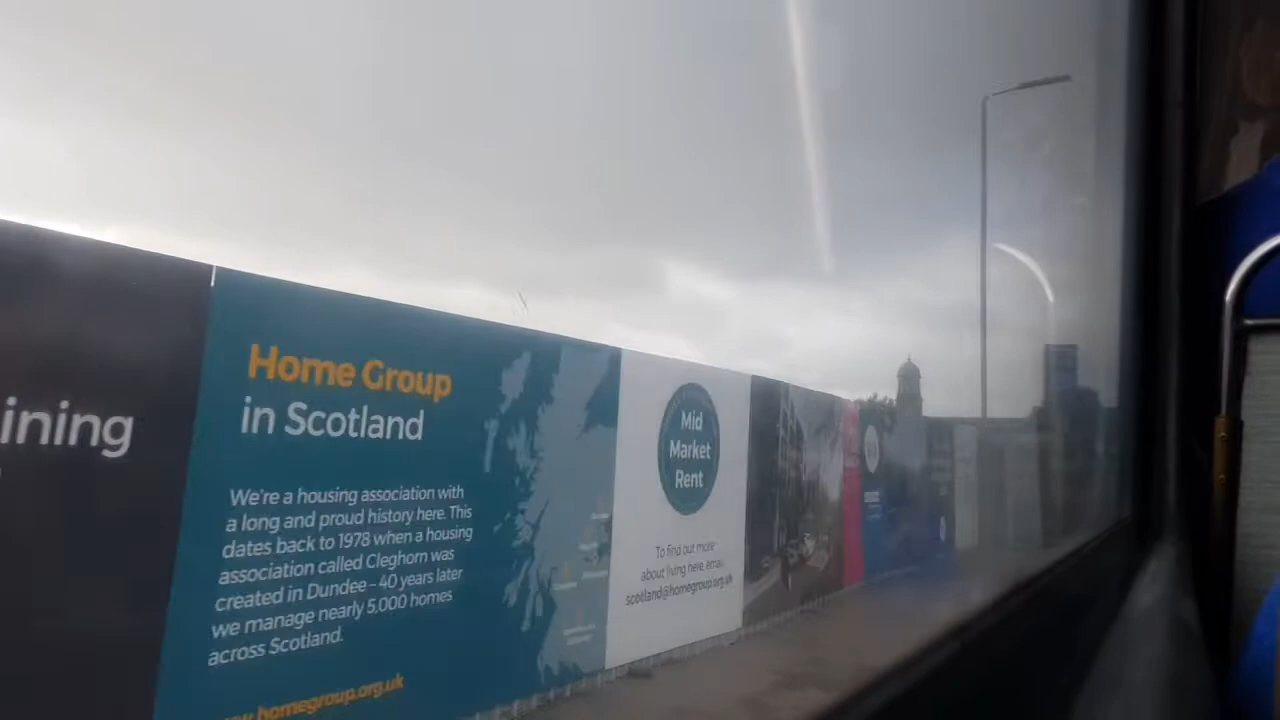 ining
Home Group
in Scotland
We're a housing association with
a long and proud history here. This
dates back to 1978 when a housing
association called Cleghorn was
created in Dundee – 40 years later
we manage nearly 5,000 homes
across Scotland.
homegroup.org.uk
Mid
Market
Rent
To find out more
about living here, email
scotland@homegroup.org.uk